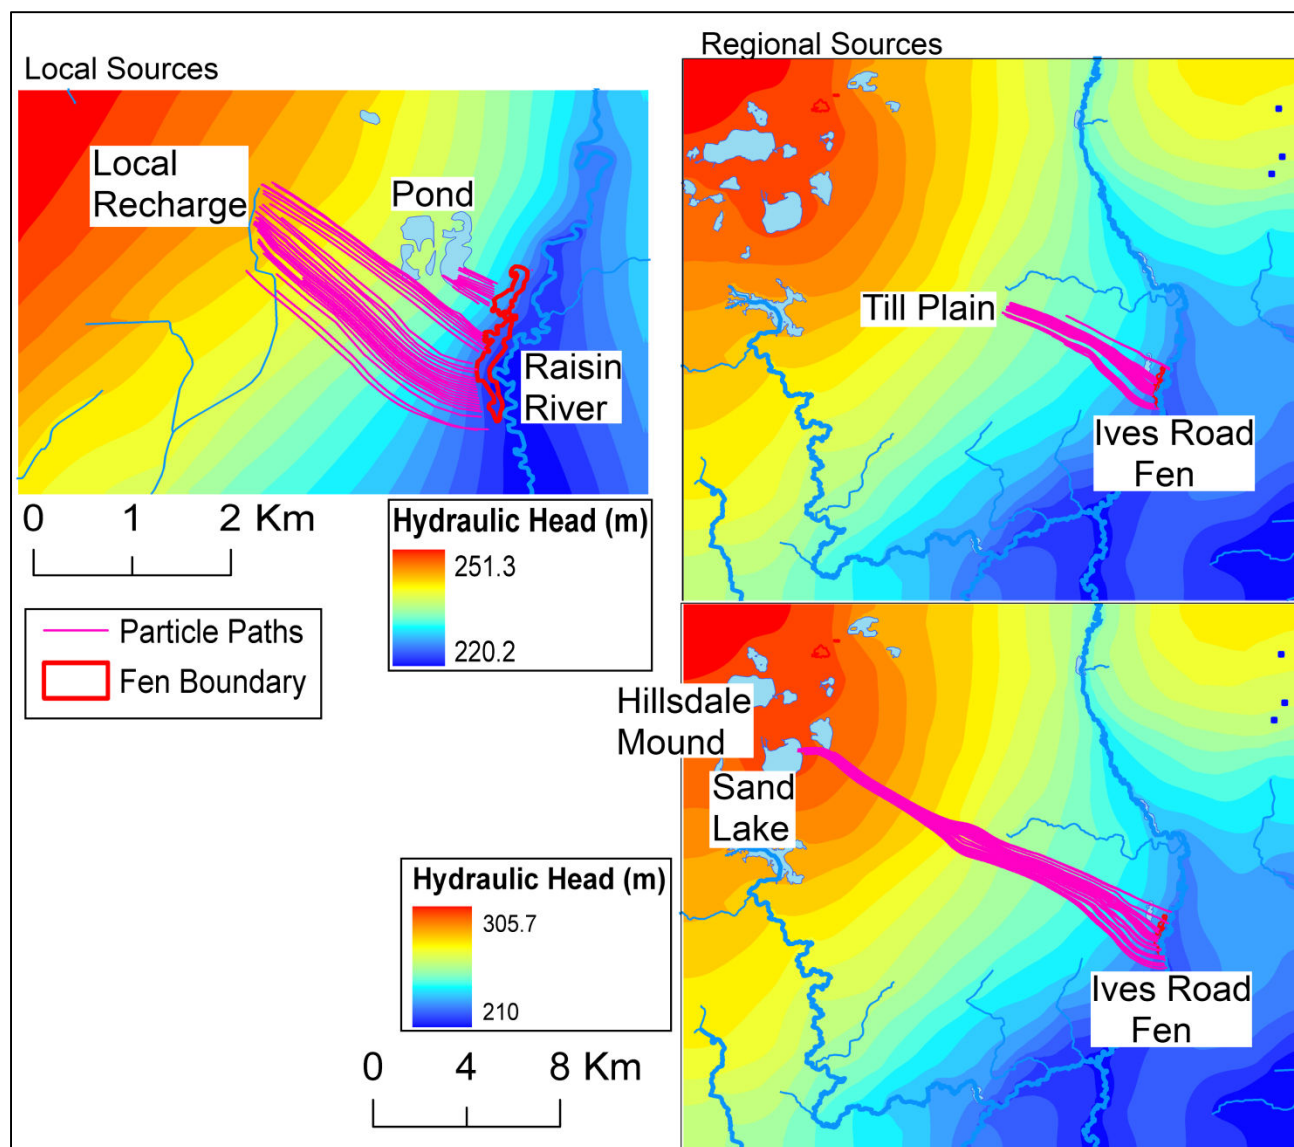 Local Sources
Local
Recharge
Pond
Raisin
River
0 1 2 Km
Hydraulic Head (m)
251.3
220.2
Particle Paths
Fen Boundary
Regional Sources
Till Plain
Ives Road
Fen
Hillsdale
Mound
Sand
Lake
Ives Road
Fen
Hydraulic Head (m)
305.7
210
0 4 8 Km